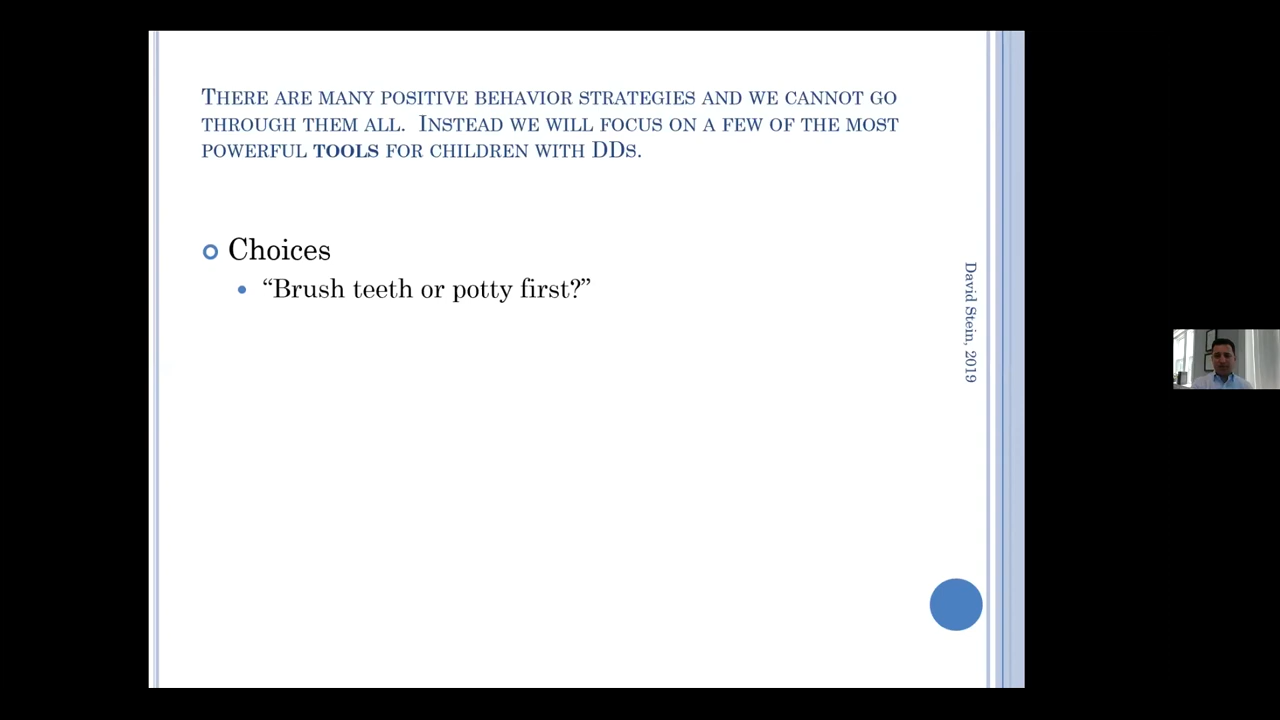 There are many positive behavior strategies and we cannot go
through them all. Instead we will focus on a few of the most
powerful tools for children with DDs.
Choices
“Brush teeth or potty first?”
David Stein, 2019